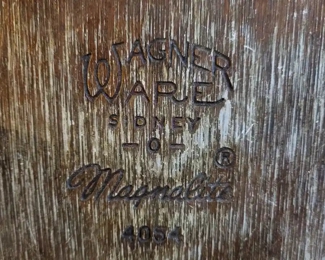 WAGNER
WARE
SIDNEY
-O-
Magnalite ®
4054